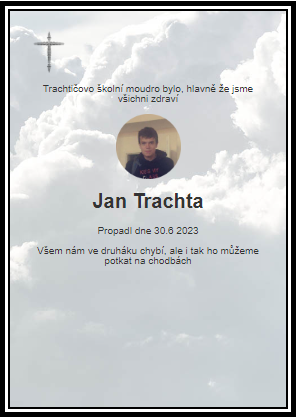 Trachtičovo školní moudro bylo, hlavně že jsme
všichni zdraví
Jan Trachta
Propadl dne 30.6 2023
Všem nám ve druháku chybí, ale i tak ho můžeme
potkat na chodbách